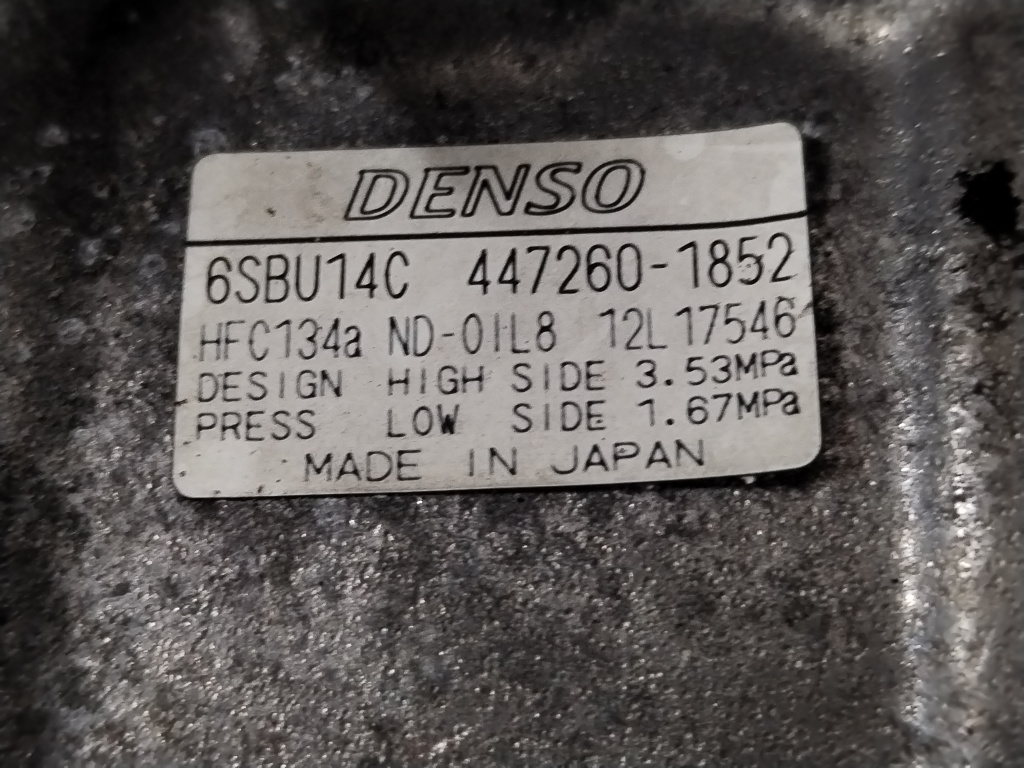 DENSO
6SBU14C 447260-1852
HFC134a ND-OIL8 12L17546
DESIGN HIGH SIDE 3.53MPa
PRESS LOW SIDE 1.67MPa
MADE IN JAPAN